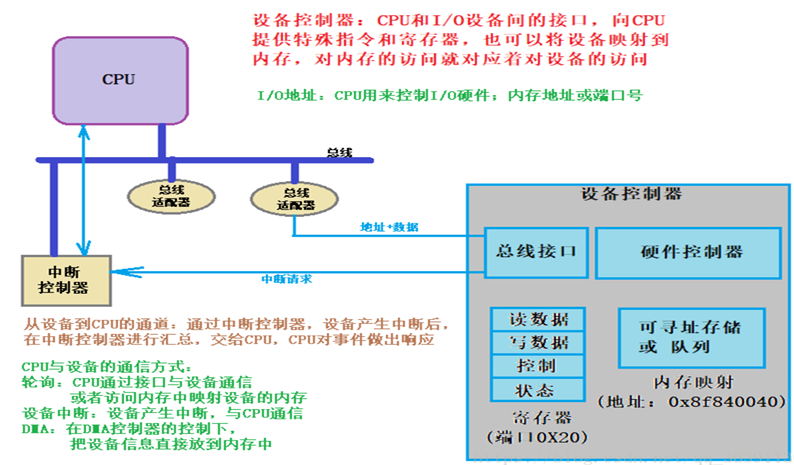 设备控制器：CPU和I/O设备间的接口，向CPU
提供特殊指令和寄存器，也可以将设备映射到
内存，对内存的访问就对应着对设备的访问
I/O地址：CPU用来控制I/O硬件；内存地址或端口号
CPU
总线
总线
适配器
总线
适配器
地址+数据
中断请求
中断
控制器
设备控制器
总线接口
硬件控制器
读数据
写数据
控制
状态
寄存器
(端口0X20)
可寻址存储
或 队列
内存映射
(地址：0x8f840040)
从设备到CPU的通道：通过中断控制器，设备产生中断后，
在中断控制器进行汇总，交给CPU，CPU对事件做出响应
CPU与设备的通信方式：
轮询：CPU通过接口与设备通信
或者访问内存中映射设备的内存
设备中断：设备产生中断，与CPU通信
DMA：在DMA控制器的控制下，
把设备信息直接放到内存中